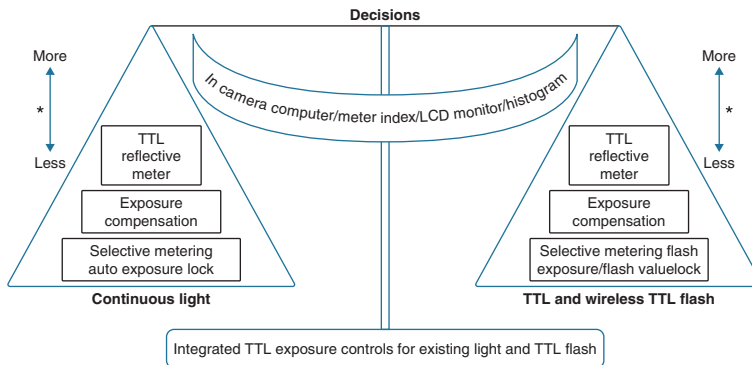 Decisions
More
*
Less
In camera computer/meter index/LCD monitor/histogram
More
*
Less
TTL
reflective
meter
Exposure
compensation
Selective metering
auto exposure lock
Continuous light
TTL
reflective
meter
Exposure
compensation
Selective metering flash
exposure/flash valuelock
TTL and wireless TTL flash
Integrated TTL exposure controls for existing light and TTL flash